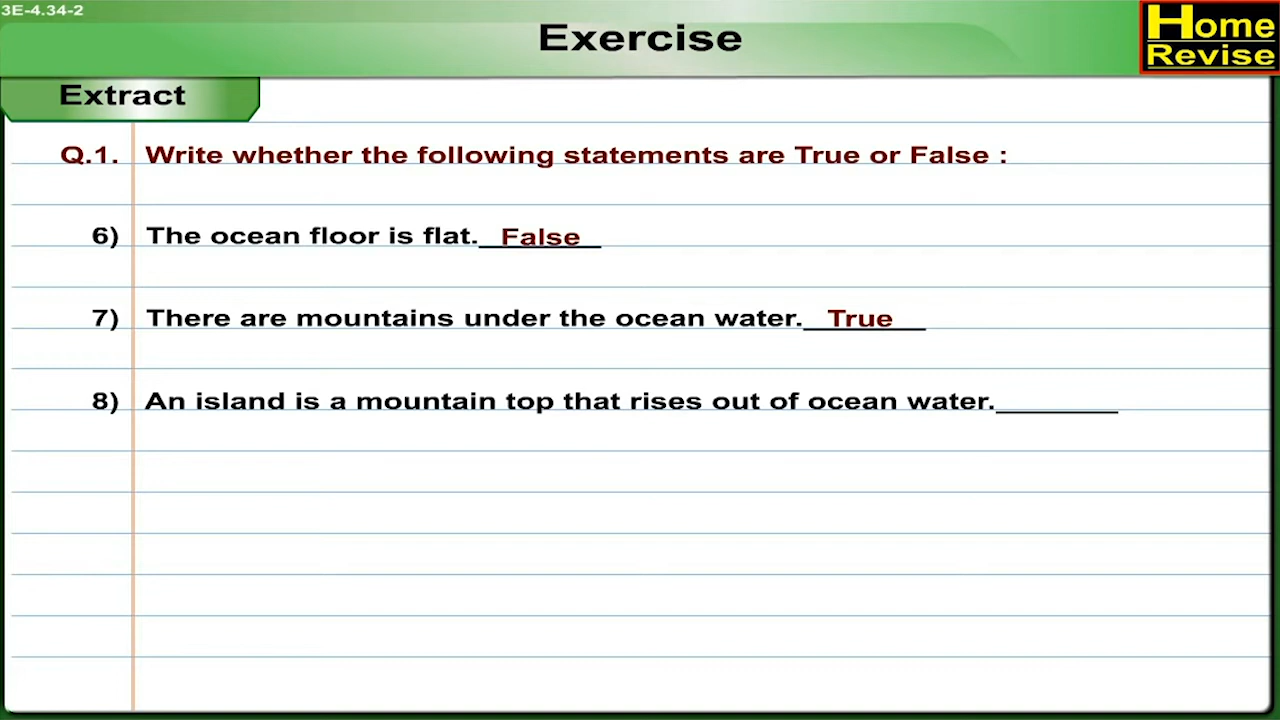 3E-4.34-2
Exercise
Home
Revise
Extract
Q.1. Write whether the following statements are True or False :
6) The ocean floor is flat. False
7) There are mountains under the ocean water. True
8) An island is a mountain top that rises out of ocean water.